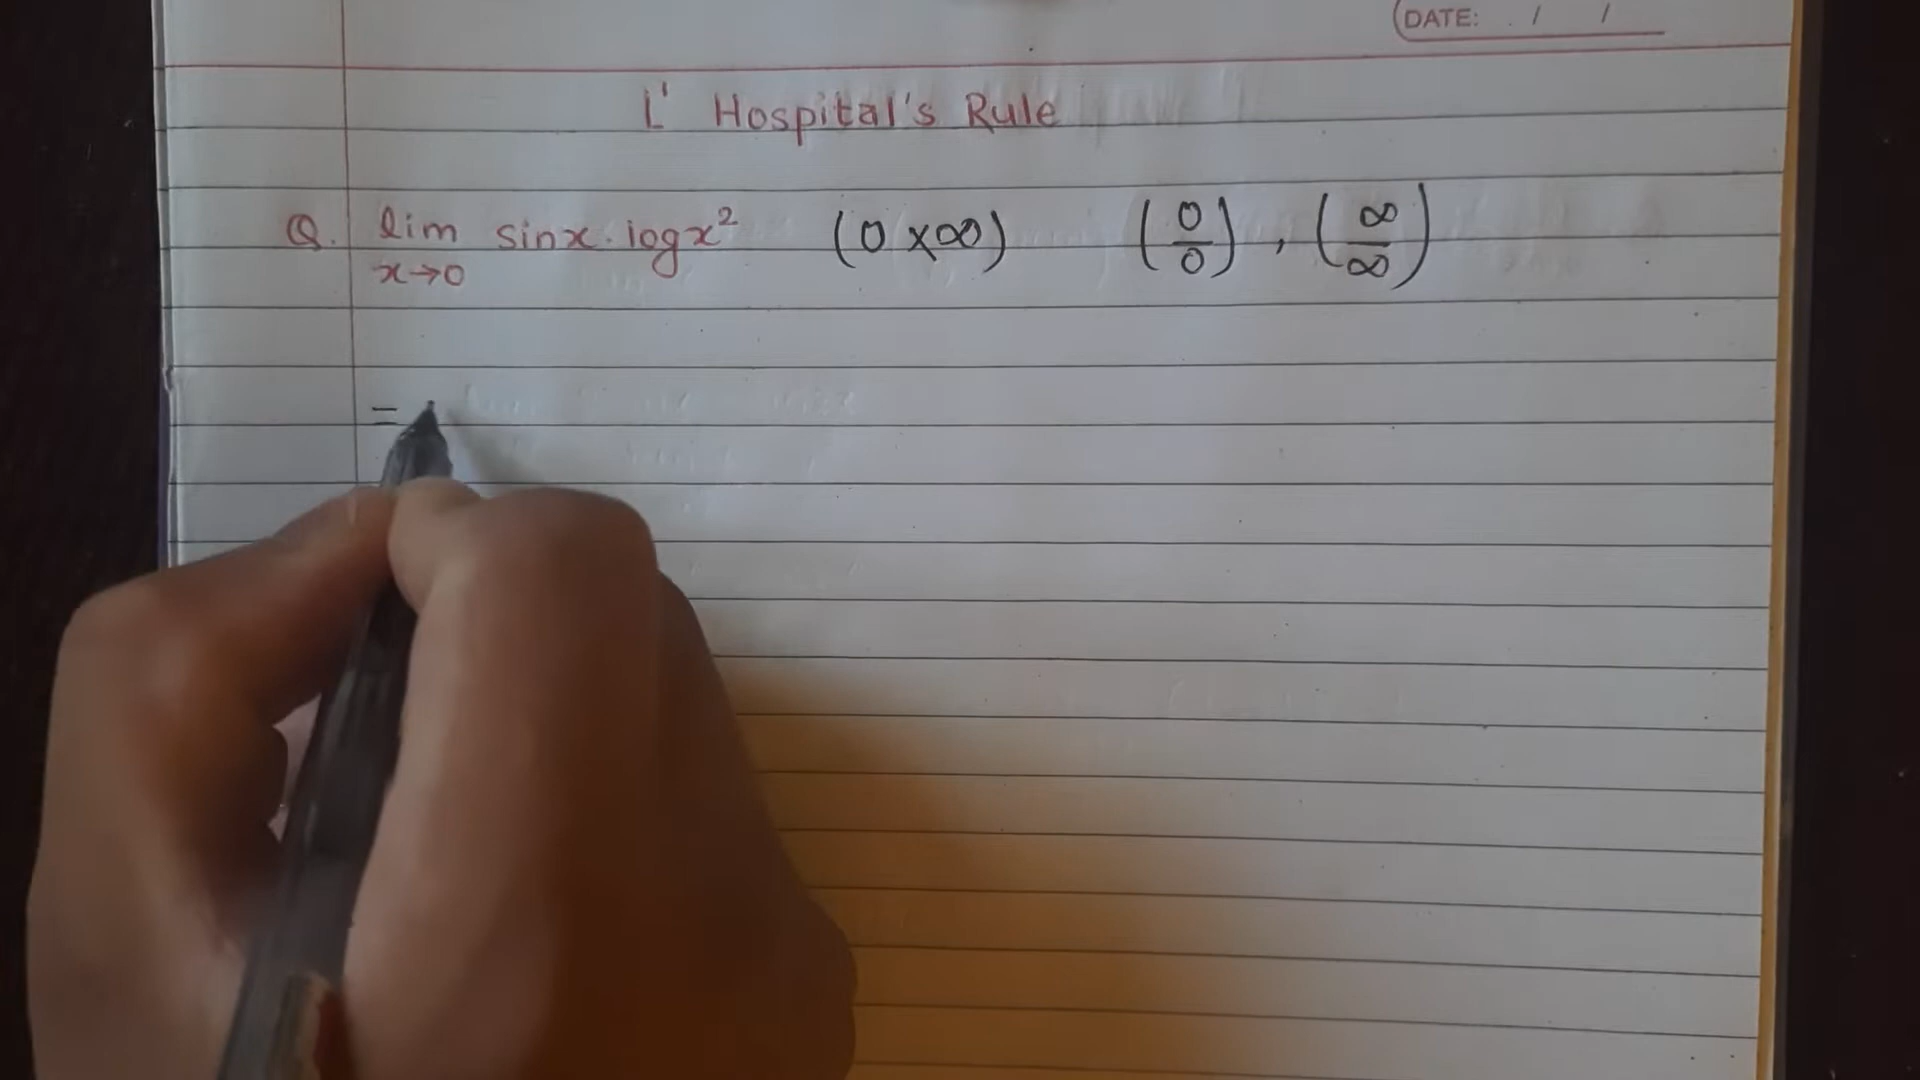 DATE: / /
L' Hospital's Rule
Q. lim sinx · logx² (0 ×∞) (0/0), (∞/∞)
x→0
=